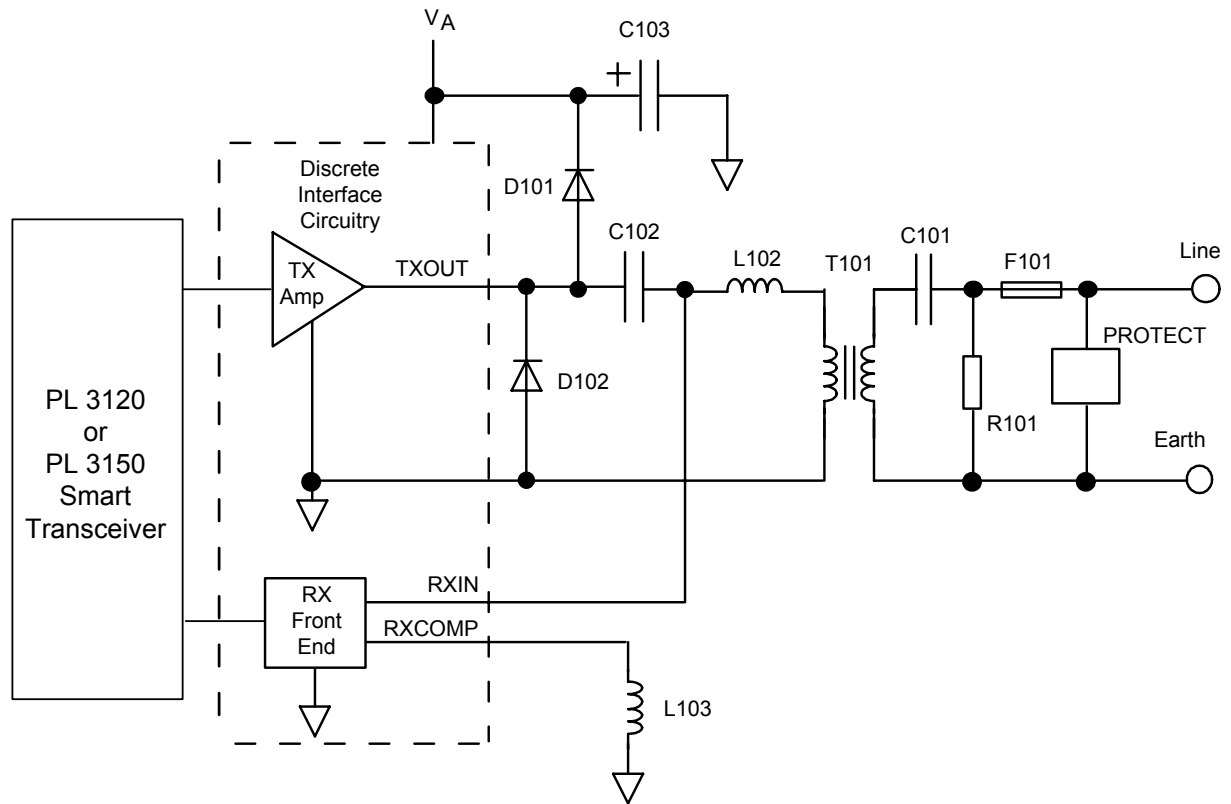 VA
C103
+
Discrete
Interface
Circuitry
D101
TX
Amp
TXOUT
C102
L102
T101
C101
F101
Line
PROTECT
D102
R101
Earth
PL 3120
or
PL 3150
Smart
Transceiver
RX
Front
End
RXIN
RXCOMP
L103